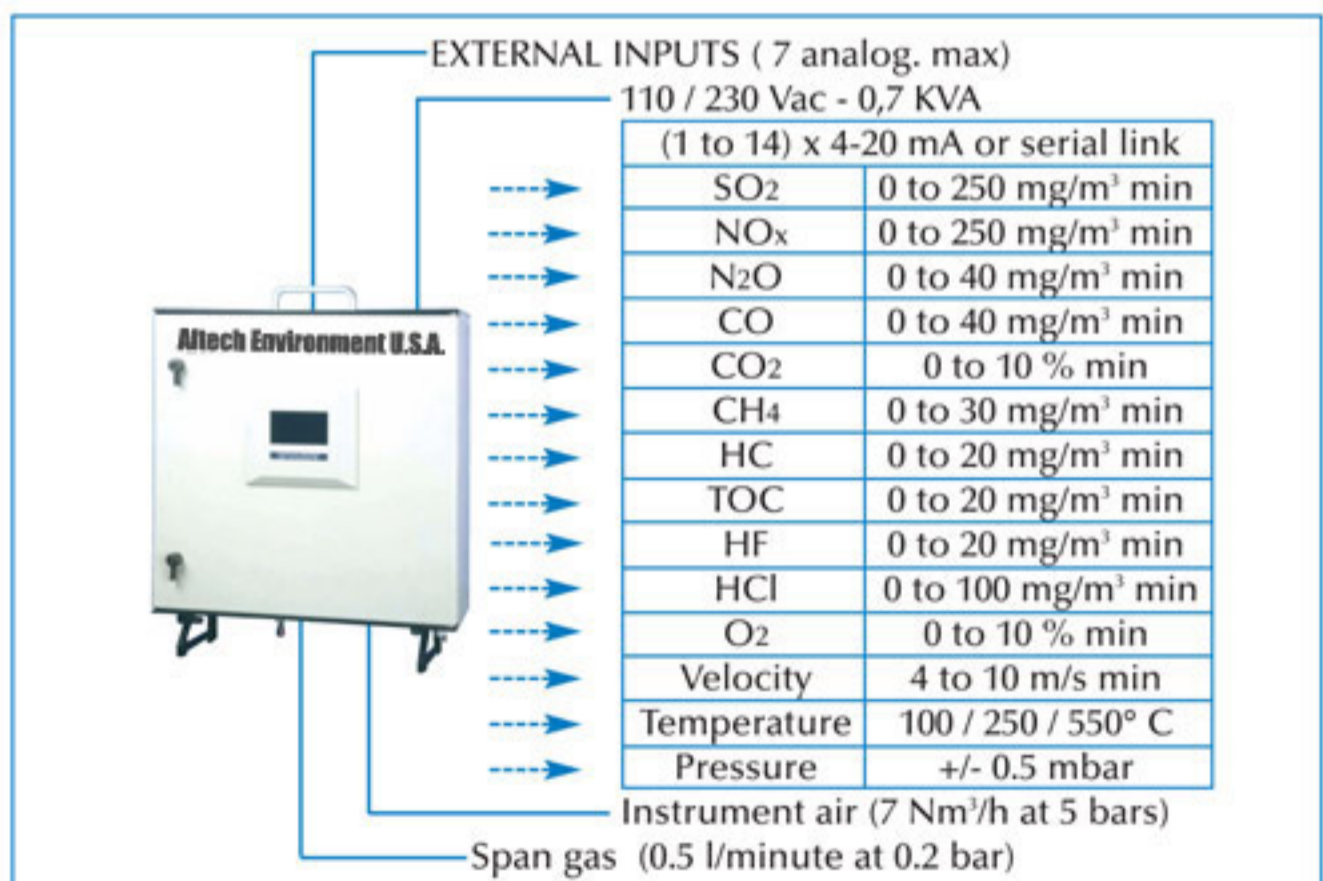 EXTERNAL INPUTS ( 7 analog. max)
110 / 230 Vac - 0,7 KVA
(1 to 14) x 4-20 mA or serial link
SO2 0 to 250 mg/m³ min
NOx 0 to 250 mg/m³ min
N2O 0 to 40 mg/m³ min
CO 0 to 40 mg/m³ min
CO2 0 to 10 % min
CH4 0 to 30 mg/m³ min
HC 0 to 20 mg/m³ min
TOC 0 to 20 mg/m³ min
HF 0 to 20 mg/m³ min
HCl 0 to 100 mg/m³ min
O2 0 to 10 % min
Velocity 4 to 10 m/s min
Temperature 100 / 250 / 550° C
Pressure +/- 0.5 mbar
Altech Environment U.S.A.
Instrument air (7 Nm³/h at 5 bars)
Span gas (0.5 l/minute at 0.2 bar)